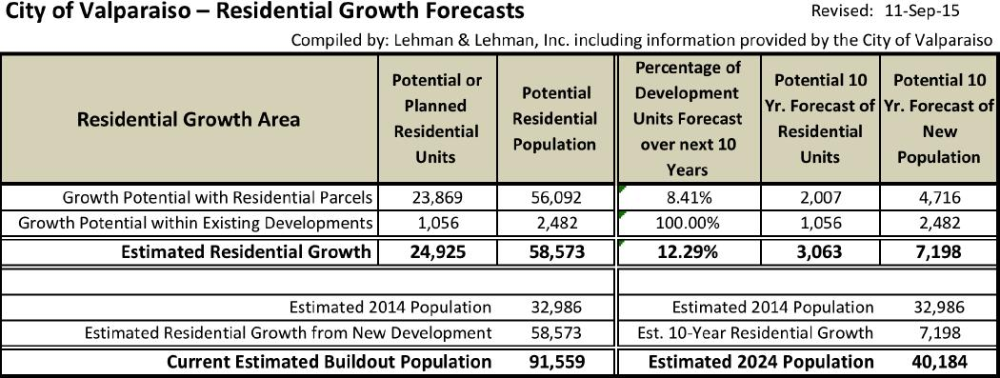 City of Valparaiso – Residential Growth Forecasts
Revised: 11-Sep-15
Compiled by: Lehman & Lehman, Inc. including information provided by the City of Valparaiso
Residential Growth Area
Potential or
Planned
Residential
Units
Potential
Residential
Population
Percentage of
Development
Units Forecast
over next 10
Years
Potential 10
Yr. Forecast of
Residential
Units
Potential 10
Yr. Forecast of
New
Population
Growth Potential with Residential Parcels 23,869 56,092 8.41% 2,007 4,716
Growth Potential within Existing Developments 1,056 2,482 100.00% 1,056 2,482
Estimated Residential Growth 24,925 58,573 12.29% 3,063 7,198
Estimated 2014 Population 32,986 Estimated 2014 Population 32,986
Estimated Residential Growth from New Development 58,573 Est. 10-Year Residential Growth 7,198
Current Estimated Buildout Population 91,559 Estimated 2024 Population 40,184